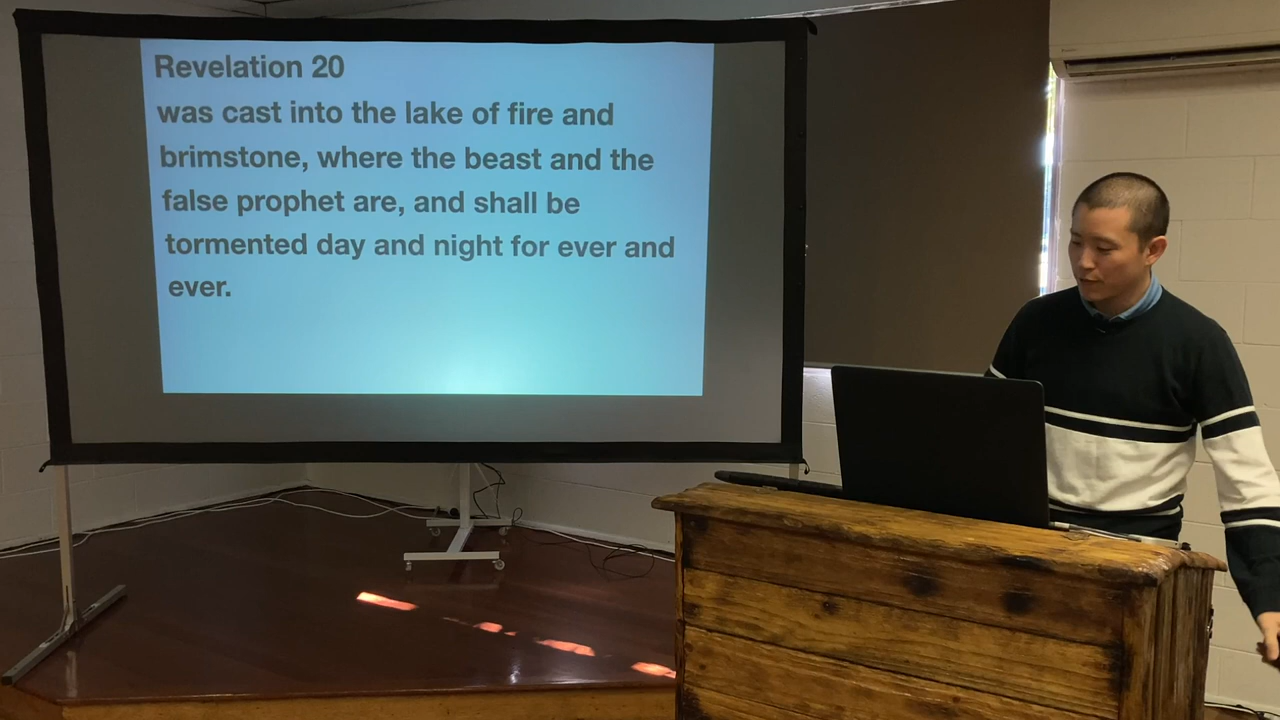 Revelation 20
was cast into the lake of fire and
brimstone, where the beast and the
false prophet are, and shall be
tormented day and night for ever and
ever.